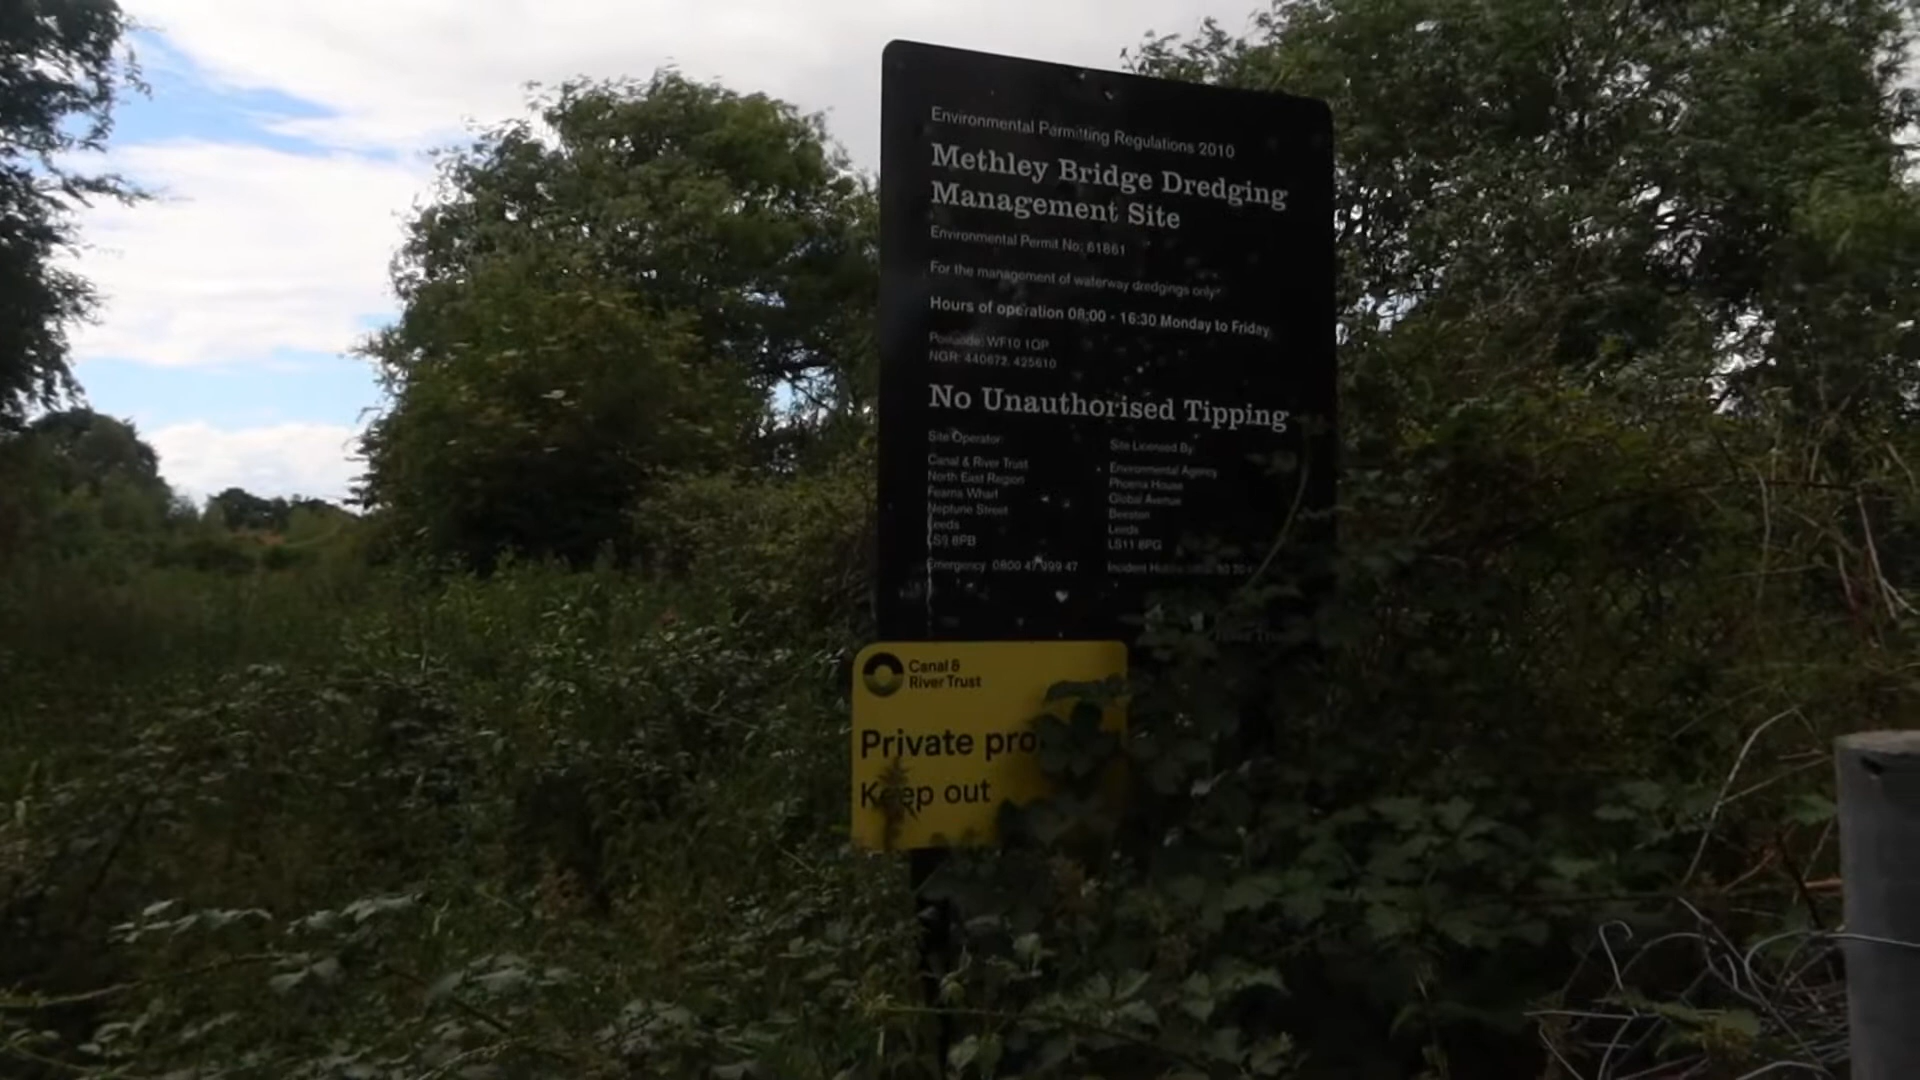 Environmental Permitting Regulations 2010
Methley Bridge Dredging
Management Site
Environmental Permit No: 61861
For the management of waterway dredgings only*
Hours of operation 08:00 - 16:30 Monday to Friday
Postcode: WF10 1QP
NGR: 440672, 425610
No Unauthorised Tipping
Site Operator:
Canal & River Trust
North East Region
Fearns Wharf
Neptune Street
Leeds
LS9 8PB
Emergency 0800 47 999 47
Site Licensed By:
Environmental Agency
Phoenix House
Global Avenue
Beeston
Leeds
LS11 8PG
Incident
Canal &
River Trust
Private
Keep out